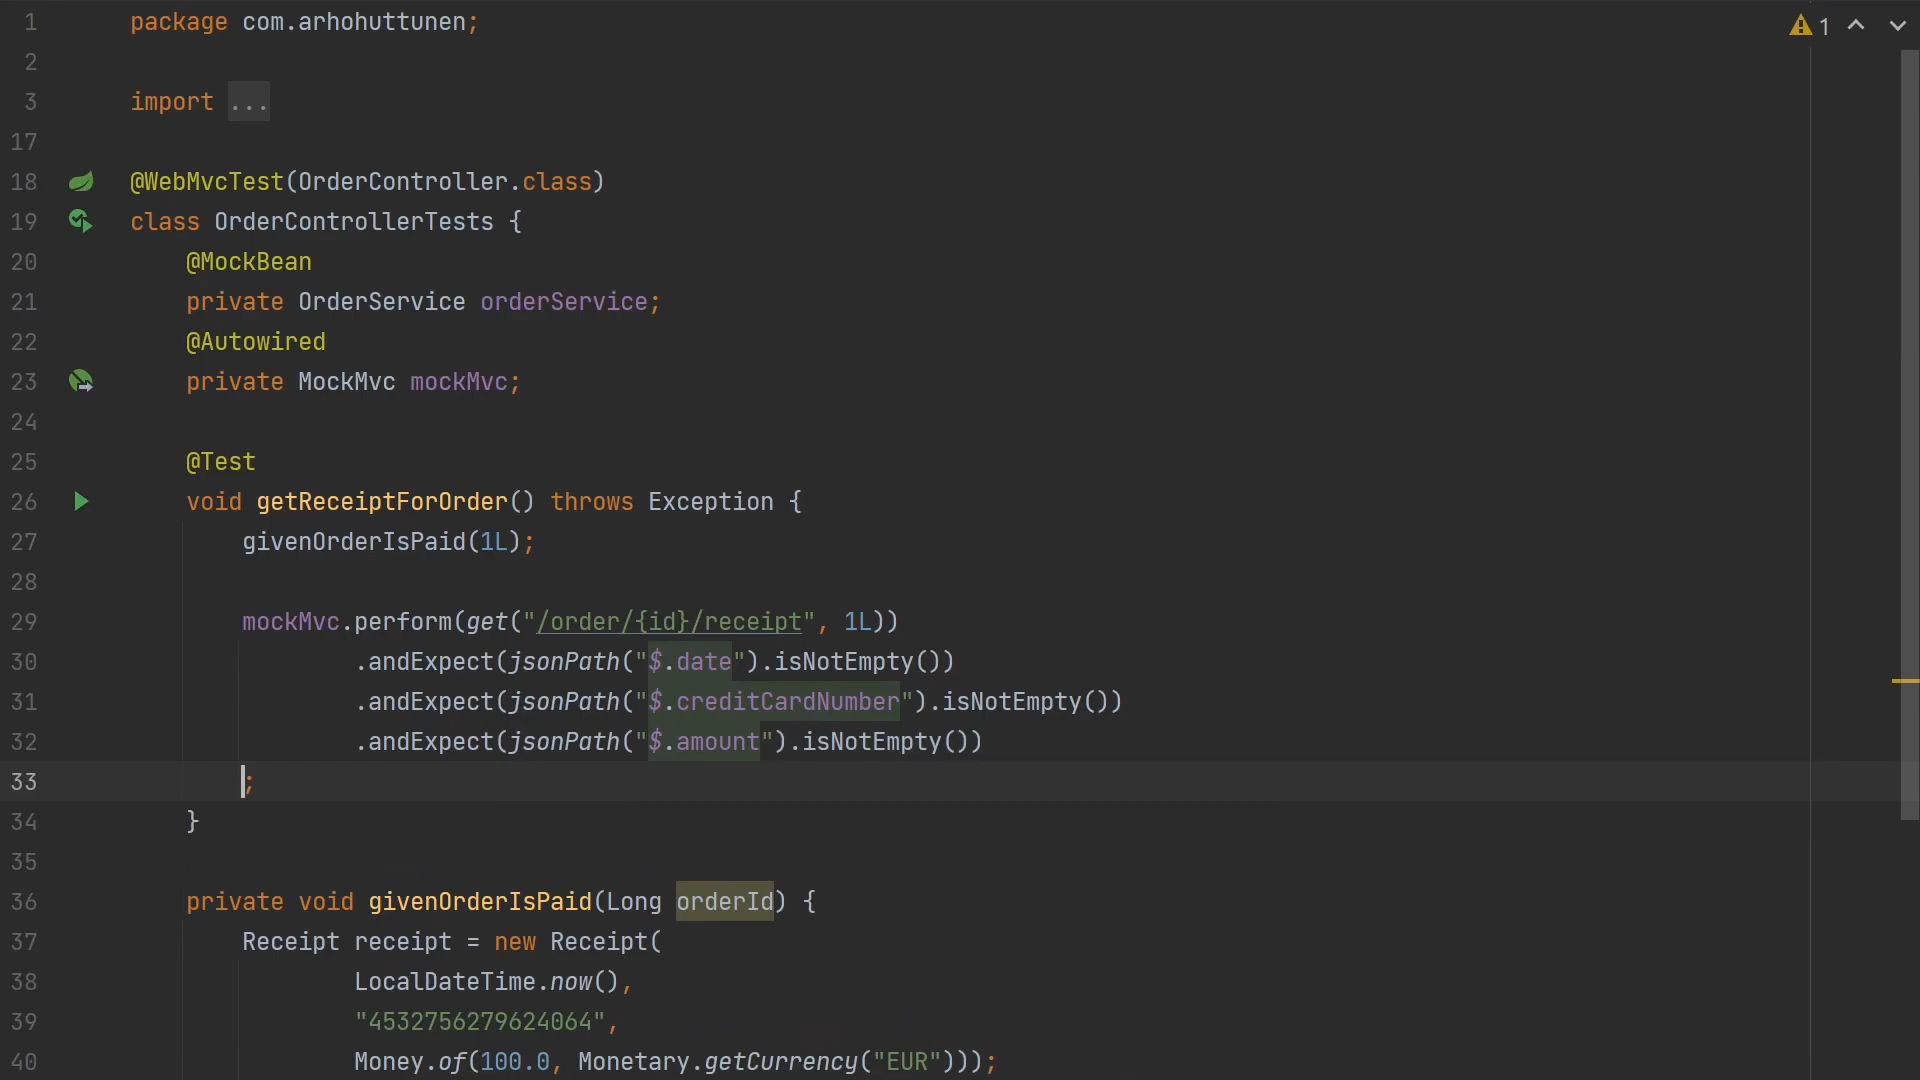 1 package com.arhohuttunen;
2
3 import ...
17
18 @WebMvcTest(OrderController.class)
19 class OrderControllerTests {
20 @MockBean
21 private OrderService orderService;
22 @Autowired
23 private MockMvc mockMvc;
24
25 @Test
26 void getReceiptForOrder() throws Exception {
27 givenOrderIsPaid(1L);
28
29 mockMvc.perform(get("/order/{id}/receipt", 1L))
30 .andExpect(jsonPath("$.date").isNotEmpty())
31 .andExpect(jsonPath("$.creditCardNumber").isNotEmpty())
32 .andExpect(jsonPath("$.amount").isNotEmpty())
33 ;
34 }
35
36 private void givenOrderIsPaid(Long orderId) {
37 Receipt receipt = new Receipt(
38 LocalDateTime.now(),
39 "4532756279624064",
40 Money.of(100.0, Monetary.getCurrency("EUR")));
1